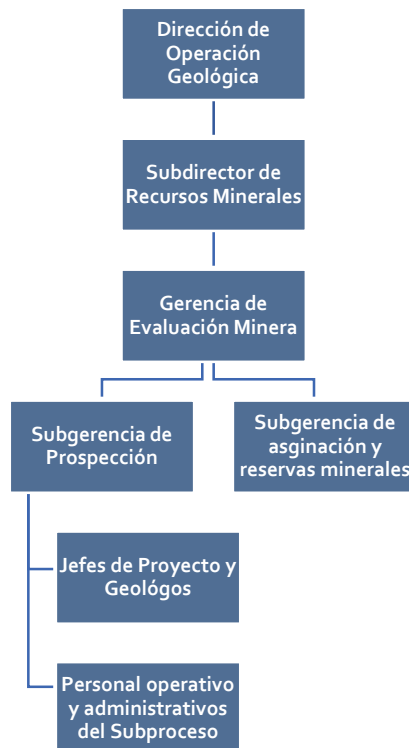 Dirección de
Operación
Geológica
Subdirector de
Recursos Minerales
Gerencia de
Evaluación Minera
Subgerencia de
Prospección
Subgerencia de
asginación y
reservas minerales
Jefes de Proyecto y
Geológos
Personal operativo
y administrativos
del Subproceso